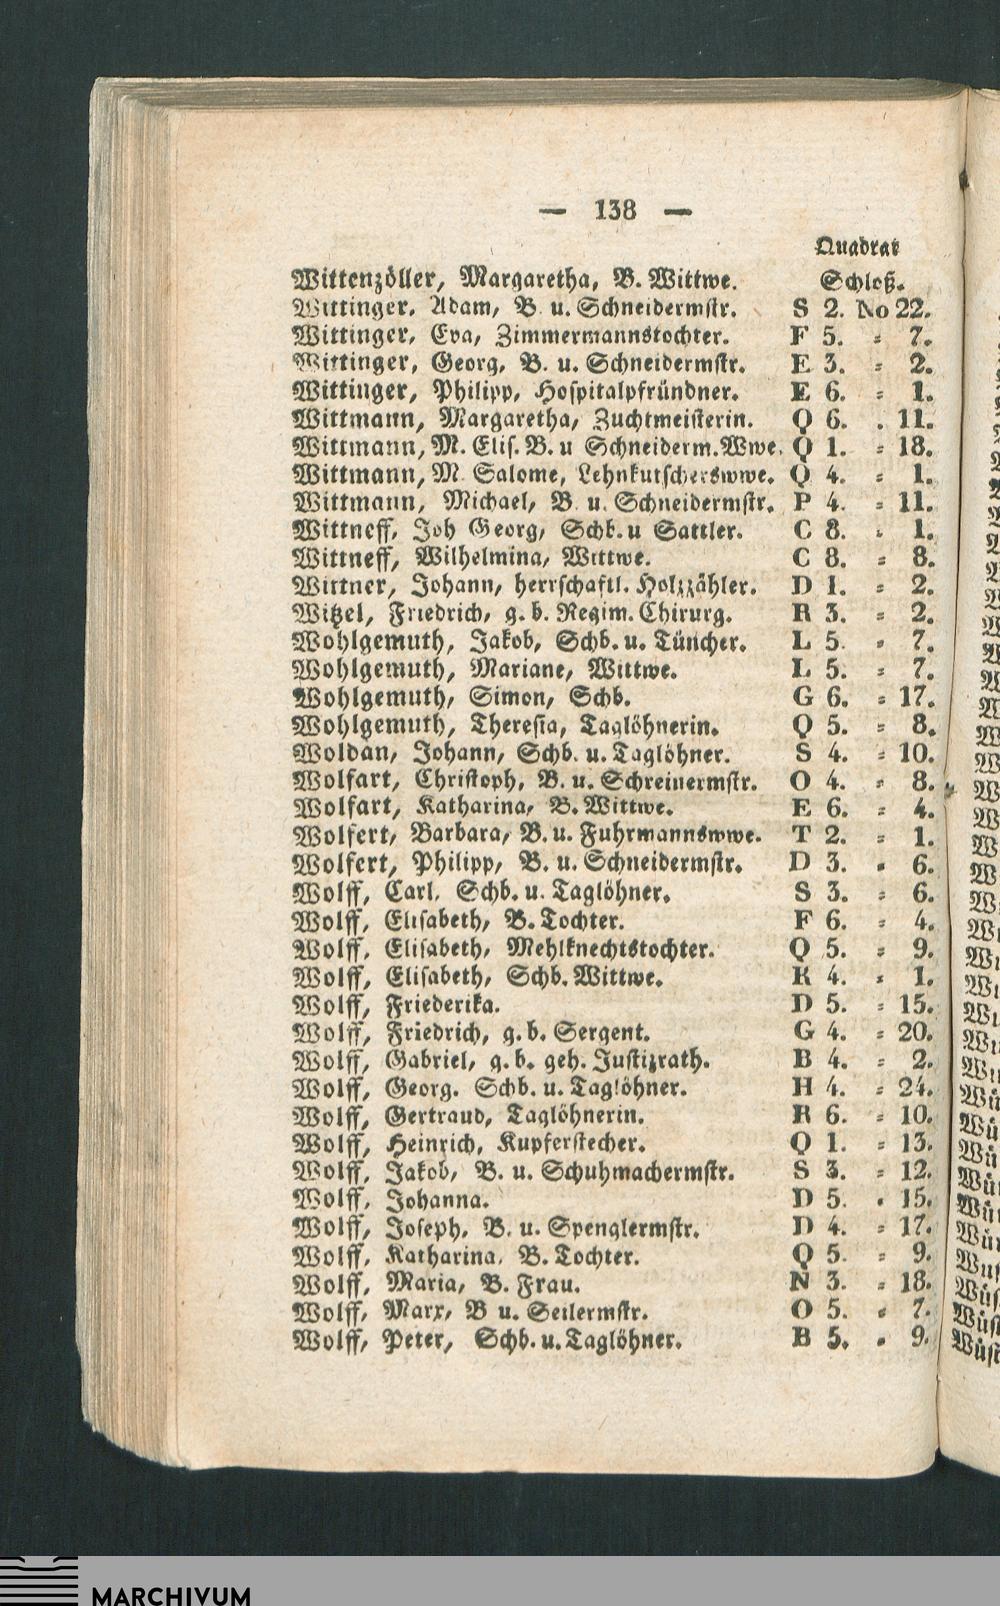 — 138 —
Quadrat
Wittenzöller, Margaretha, B. Wittwe. Schloß.
Wittinger, Adam, B. u. Schneidermstr. S 2. No 22.
Wittinger, Eva, Zimmermannstochter. F 5. = 7.
Wittinger, Georg, B. u. Schneidermstr. E 3. = 2.
Wittinger, Philipp, Hospitalpfründner. E 6. = 1.
Wittmann, Margaretha, Zuchtmeisterin. Q 6. . 11.
Wittmann, M. Elis. B. u Schneiderm. Wwe. Q 1. = 18.
Wittmann, M. Salome, Lehnkutscherswwe. Q 4. = 1.
Wittmann, Michael, B. u. Schneidermstr. P 4. = 11.
Wittneff, Joh Georg, Schb. u Sattler. C 8. = 1.
Wittneff, Wilhelmina, Wittwe. C 8. = 8.
Wittner, Johann, herrschaftl. Holzzähler. D 1. = 2.
Witzel, Friedrich, g. b. Regim. Chirurg. R 3. = 2.
Wohlgemuth, Jakob, Schb. u. Tüncher. L 5. = 7.
Wohlgemuth, Mariane, Wittwe. L 5. = 7.
Wohlgemuth, Simon, Schb. G 6. = 17.
Wohlgemuth, Theresia, Taglöhnerin. Q 5. = 8.
Woldan, Johann, Schb. u. Taglöhner. S 4. = 10.
Wolfart, Christoph, B. u. Schreinermstr. O 4. = 8.
Wolfart, Katharina, B. Wittwe. E 6. = 4.
Wolfert, Barbara, B. u. Fuhrmannswwe. T 2. = 1.
Wolfert, Philipp, B. u. Schneidermstr. D 3. = 6.
Wolff, Carl, Schb. u. Taglöhner. S 3. = 6.
Wolff, Elisabeth, B. Tochter. F 6. = 4.
Wolff, Elisabeth, Mehlknechtstochter. Q 5. = 9.
Wolff, Elisabeth, Schb. Wittwe. R 4. = 1.
Wolff, Friederika. D 5. = 15.
Wolff, Friedrich, g. b. Sergent. G 4. = 20.
Wolff, Gabriel, g. b. geh. Justizrath. B 4. = 2.
Wolff, Georg. Schb. u. Taglöhner. H 4. = 24.
Wolff, Gertraud, Taglöhnerin. R 6. = 10.
Wolff, Heinrich, Kupferstecher. Q 1. = 13.
Wolff, Jakob, B. u. Schuhmachermstr. S 3. = 12.
Wolff, Johanna. D 5. = 15.
Wolff, Joseph, B. u. Spenglermstr. D 4. = 17.
Wolff, Katharina, B. Tochter. Q 5. = 9.
Wolff, Maria, B. Frau. N 3. = 18.
Wolff, Marx, B u. Seilermstr. O 5. = 7.
Wolff, Peter, Schb. u. Taglöhner. B 5. = 9.
MARCHIVUM